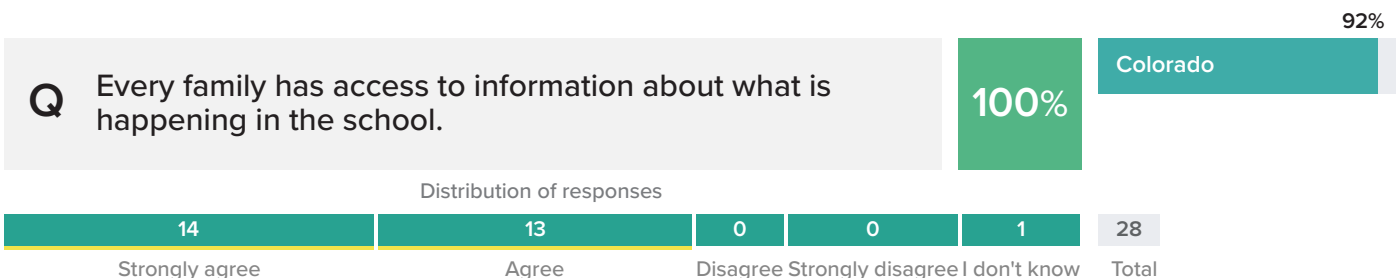 92%
Q
Every family has access to information about what is
happening in the school.
100%
Colorado
Distribution of responses
14 13 0 0 1 28
Strongly agree Agree Disagree Strongly disagree I don't know Total